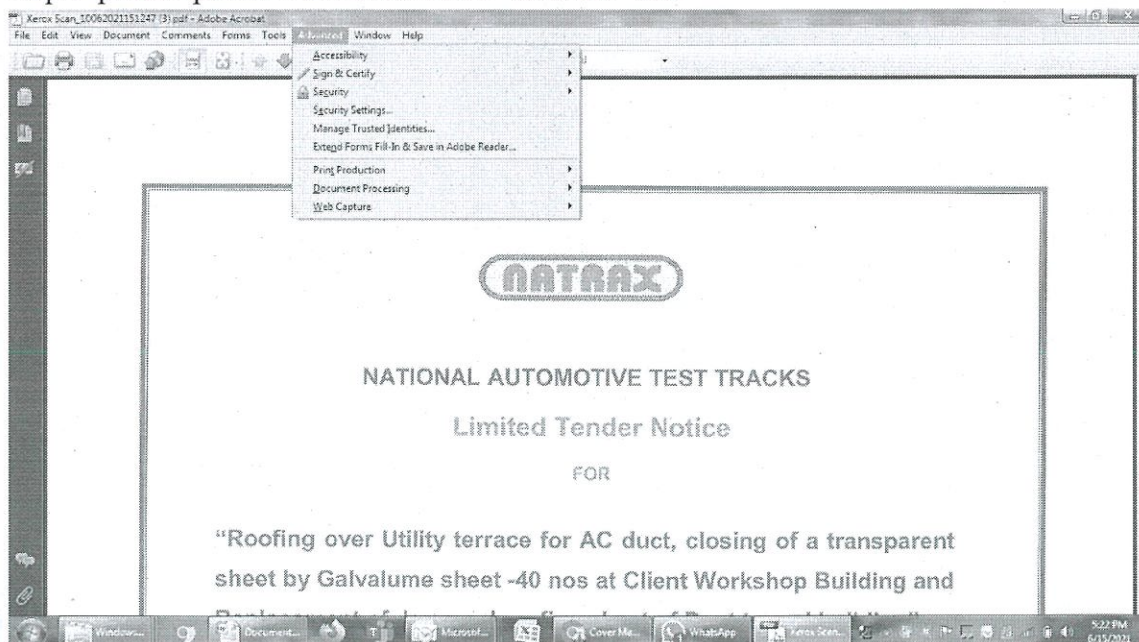 Xerox Scan_10062021151247 (3).pdf - Adobe Acrobat
File Edit View Document Comments Forms Tools Advanced Window Help
Accessibility
Sign & Certify
Security
Security Settings...
Manage Trusted Identities...
Extend Forms Fill-In & Save in Adobe Reader...
Print Production
Document Processing
Web Capture
NATRAX
NATIONAL AUTOMOTIVE TEST TRACKS
Limited Tender Notice
FOR
“Roofing over Utility terrace for AC duct, closing of a transparent
sheet by Galvalume sheet -40 nos at Client Workshop Building and
Windows... Document... Microsof... Cover Me... WhatsApp Xerox Scan... 5:22 PM